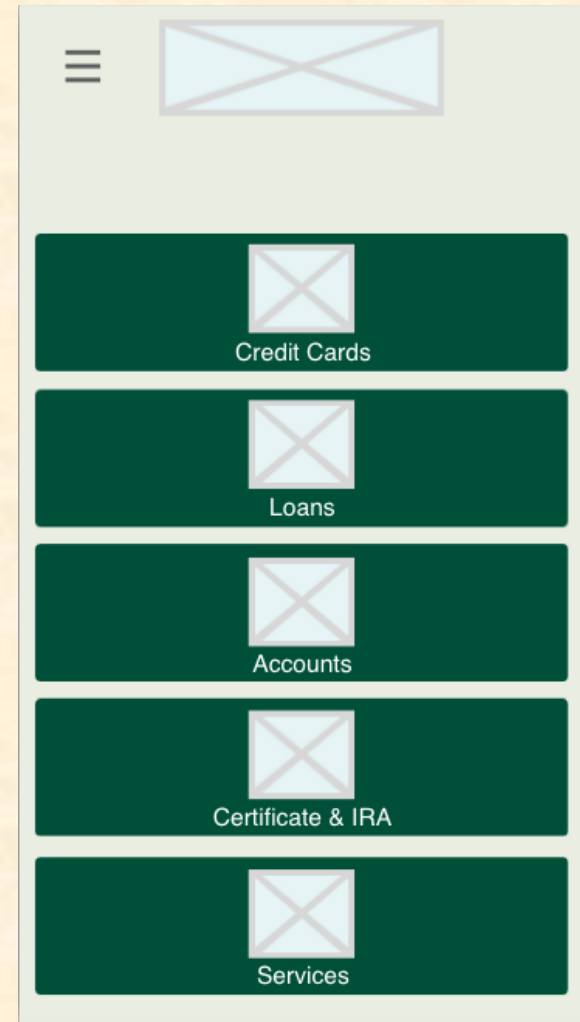 Credit Cards
Loans
Accounts
Certificate & IRA
Services